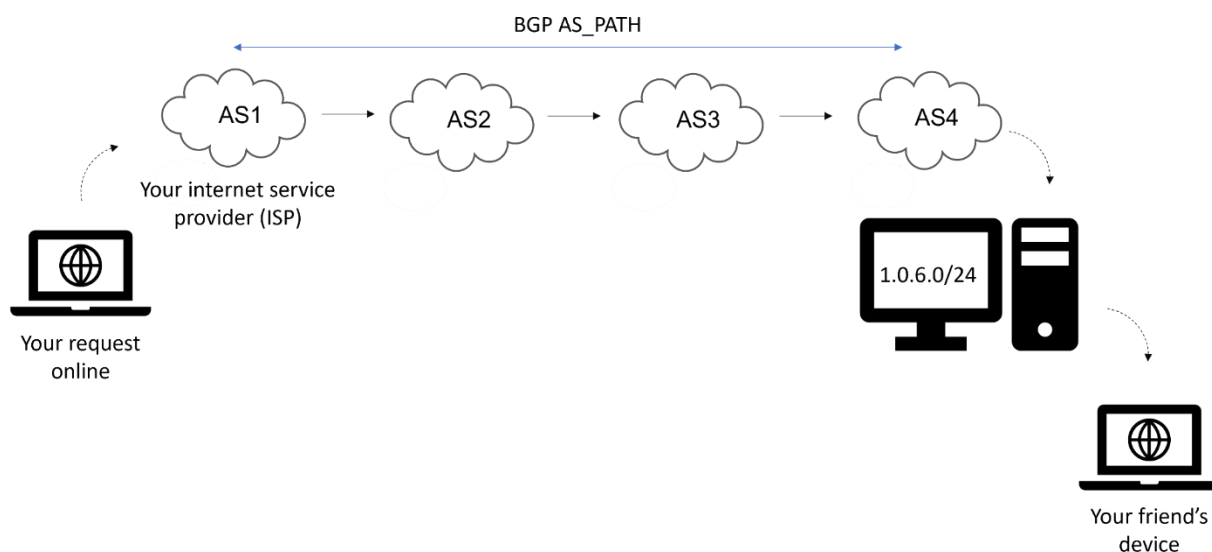 BGP AS_PATH
AS1
AS2
AS3
AS4
Your internet service
provider (ISP)
1.0.6.0/24
Your request
online
Your friend's
device